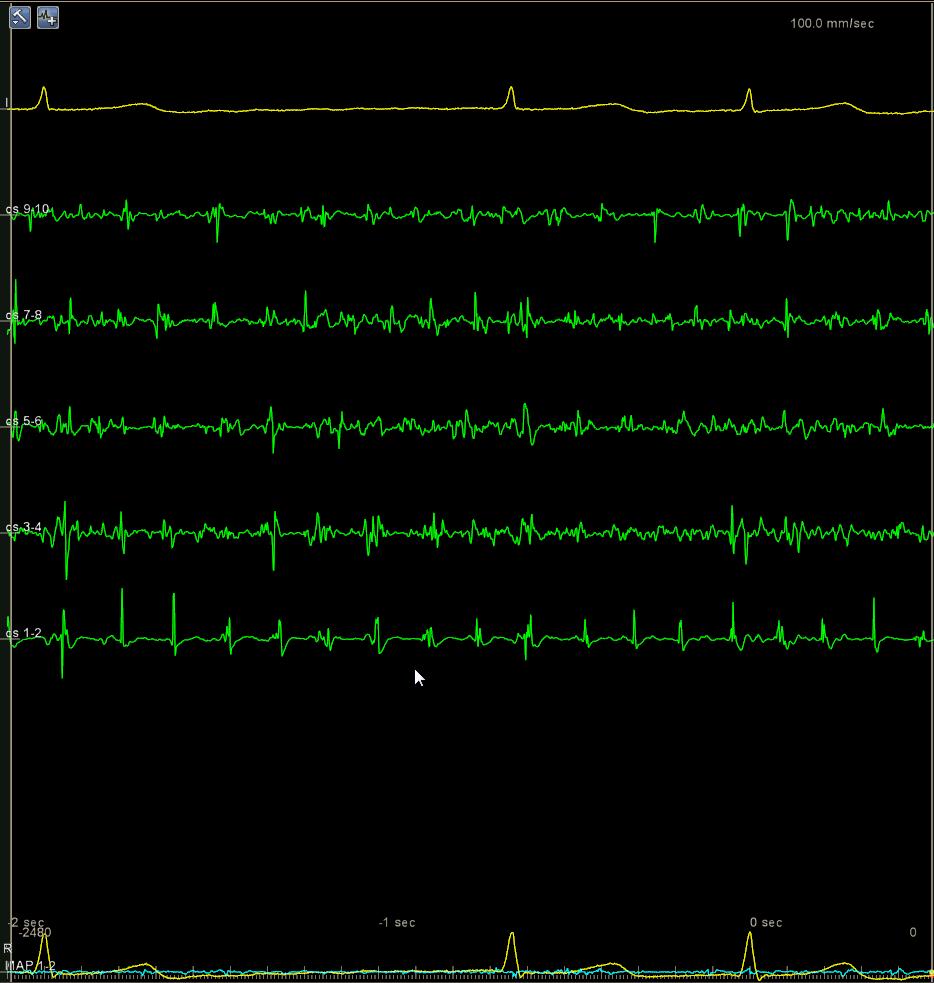 100.0 mm/sec
I
cs 9-10
cs 7-8
cs 5-6
cs 3-4
cs 1-2
-2 sec
-1 sec
0 sec
-2480
0
R
MAP 1-2